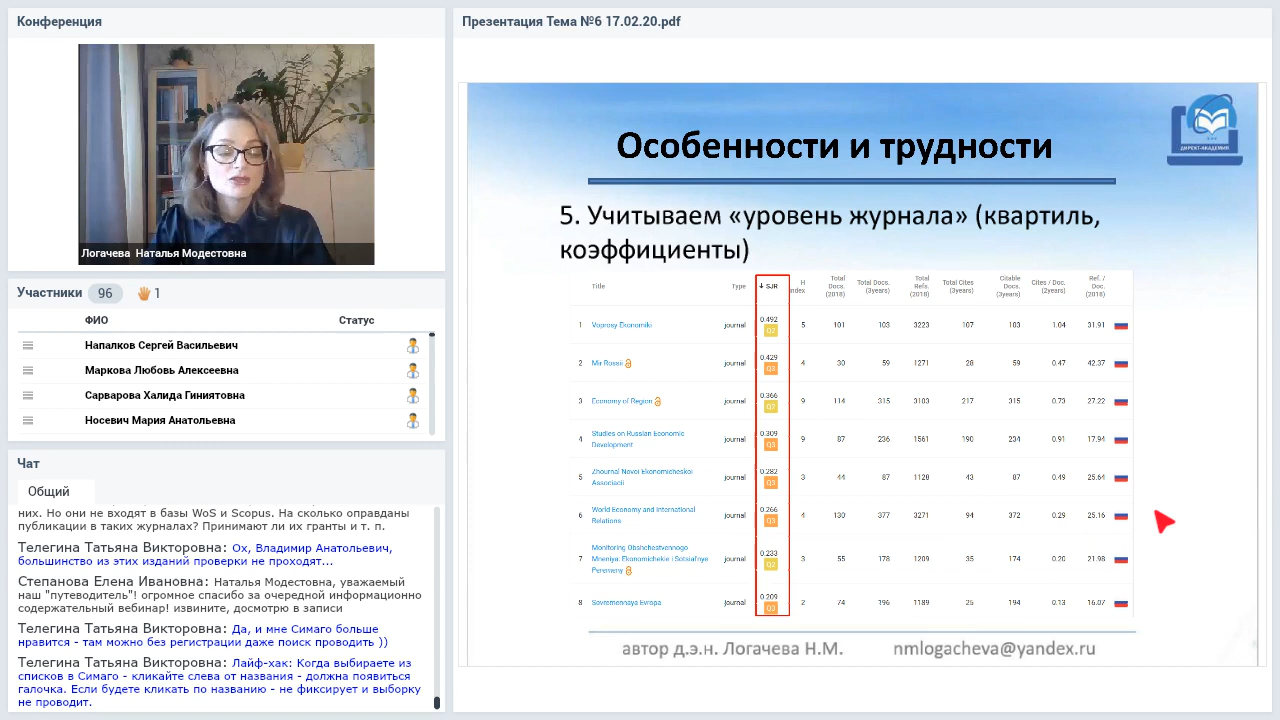 Конференция
Логачева Наталья Модестовна
Участники 96 1
ФИО Статус
Напалков Сергей Васильевич
Маркова Любовь Алексеевна
Сарварова Халида Гиниятовна
Носевич Мария Анатольевна
Чат
Общий
них. Но они не входят в базы WoS и Scopus. На сколько оправданы
публикации в таких журналах? Принимают ли их гранты и т. п.
Телегина Татьяна Викторовна: Ох, Владимир Анатольевич,
большинство из этих изданий проверки не проходят...
Степанова Елена Ивановна: Наталья Модестовна, уважаемый
наш "путеводитель"! огромное спасибо за очередной информационно
содержательный вебинар! извините, досмотрю в записи
Телегина Татьяна Викторовна: Да, и мне Симаго больше
нравится - там можно без регистрации даже поиск проводить ))
Телегина Татьяна Викторовна: Лайф-хак: Когда выбираете из
списков в Симаго - кликайте слева от названия - должна появиться
галочка. Если будете кликать по названию - не фиксирует и выборку
не проводит.
Презентация Тема №6 17.02.20.pdf
ДИРЕКТ-АКАДЕМИЯ
Особенности и трудности
5. Учитываем «уровень журнала» (квартиль,
коэффициенты)
Title Type ↓ SJR H index Total Docs. (2018) Total Docs. (3years) Total Refs. (2018) Total Cites (3years) Citable Docs. (3years) Cites / Doc. (2years) Ref. / Doc. (2018)
1 Voprosy Ekonomiki journal 0.492 Q2 5 101 103 3223 107 103 1.04 31.91
2 Mir Rossii journal 0.429 Q3 4 30 59 1271 28 59 0.47 42.37
3 Economy of Region journal 0.366 Q2 9 114 315 3103 217 315 0.73 27.22
4 Studies on Russian Economic Development journal 0.309 Q3 9 87 236 1561 190 234 0.91 17.94
5 Zhournal Novoi Ekonomicheskoi Associacii journal 0.282 Q3 3 44 87 1128 43 87 0.49 25.64
6 World Economy and International Relations journal 0.266 Q3 4 130 377 3271 94 372 0.29 25.16
7 Monitoring Obshchestvennogo Mneniya: Ekonomichekie i Sotsial'nye Peremeny journal 0.233 Q2 3 55 178 1209 35 174 0.20 21.98
8 Sovremennaya Evropa journal 0.209 Q3 2 74 196 1189 25 194 0.13 16.07
автор д.э.н. Логачева Н.М. nmlogacheva@yandex.ru